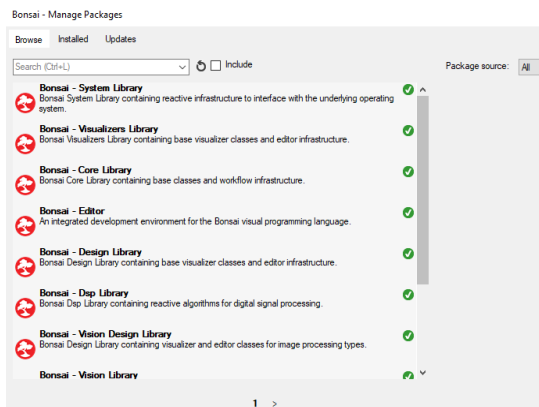 Bonsai - Manage Packages
Browse Installed Updates
Search (Ctrl+L) Include Package source: All
Bonsai - System Library
Bonsai System Library containing reactive infrastructure to interface with the underlying operating
system.
Bonsai - Visualizers Library
Bonsai Visualizers Library containing base visualizer classes and editor infrastructure.
Bonsai - Core Library
Bonsai Core Library containing base classes and workflow infrastructure.
Bonsai - Editor
An integrated development environment for the Bonsai visual programming language.
Bonsai - Design Library
Bonsai Design Library containing base visualizer classes and editor infrastructure.
Bonsai - Dsp Library
Bonsai Dsp Library containing reactive algorithms for digital signal processing.
Bonsai - Vision Design Library
Bonsai Design Library containing visualizer and editor classes for image processing types.
Bonsai - Vision Library
1 >